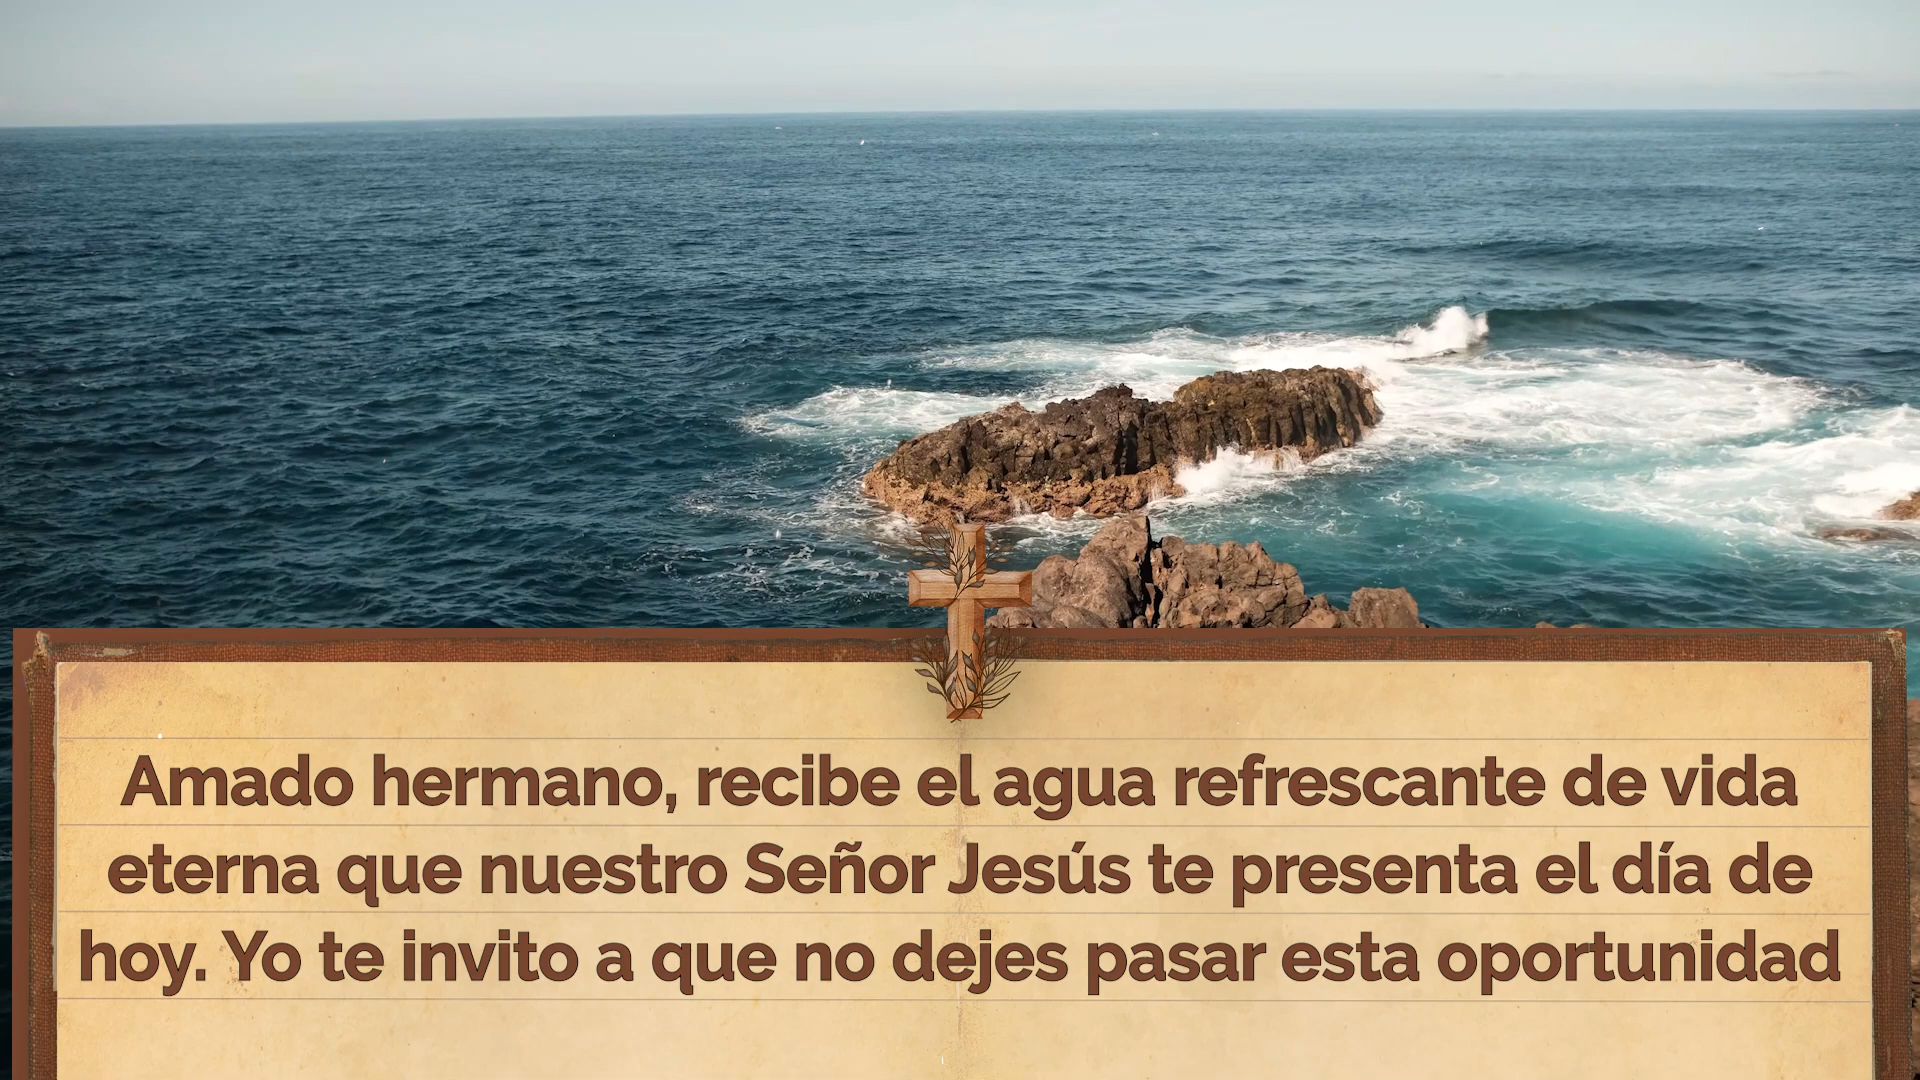 Amado hermano, recibe el agua refrescante de vida
eterna que nuestro Señor Jesús te presenta el día de
hoy. Yo te invito a que no dejes pasar esta oportunidad